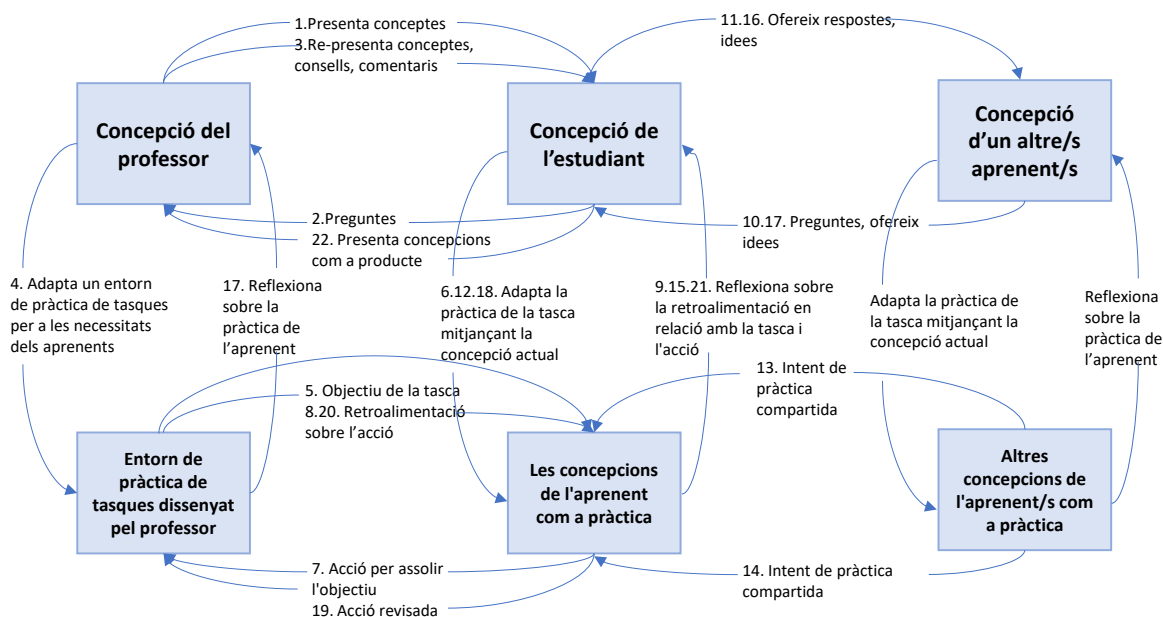 1.Presenta conceptes
3.Re-presenta conceptes,
consells, comentaris
11.16. Ofereix respostes,
idees
Concepció del
professor
Concepció de
l'estudiant
Concepció
d'un altre/s
aprenent/s
2.Preguntes
22. Presenta concepcions
com a producte
10.17. Preguntes, ofereix
idees
4. Adapta un entorn
de pràctica de tasques
per a les necessitats
dels aprenents
17. Reflexiona
sobre la
pràctica de
l'aprenent
6.12.18. Adapta la
pràctica de la tasca
mitjançant la
concepció actual
9.15.21. Reflexiona sobre
la retroalimentació en
relació amb la tasca i
l'acció
Adapta la pràctica de
la tasca mitjançant la
concepció actual
Reflexiona
sobre la
pràctica de
l'aprenent
5. Objectiu de la tasca
8.20. Retroalimentació
sobre l'acció
13. Intent de
pràctica
compartida
Entorn de
pràctica de
tasques dissenyat
pel professor
Les concepcions
de l'aprenent
com a pràctica
Altres
concepcions de
l'aprenent/s com
a pràctica
7. Acció per assolir
l'objectiu
19. Acció revisada
14. Intent de pràctica
compartida